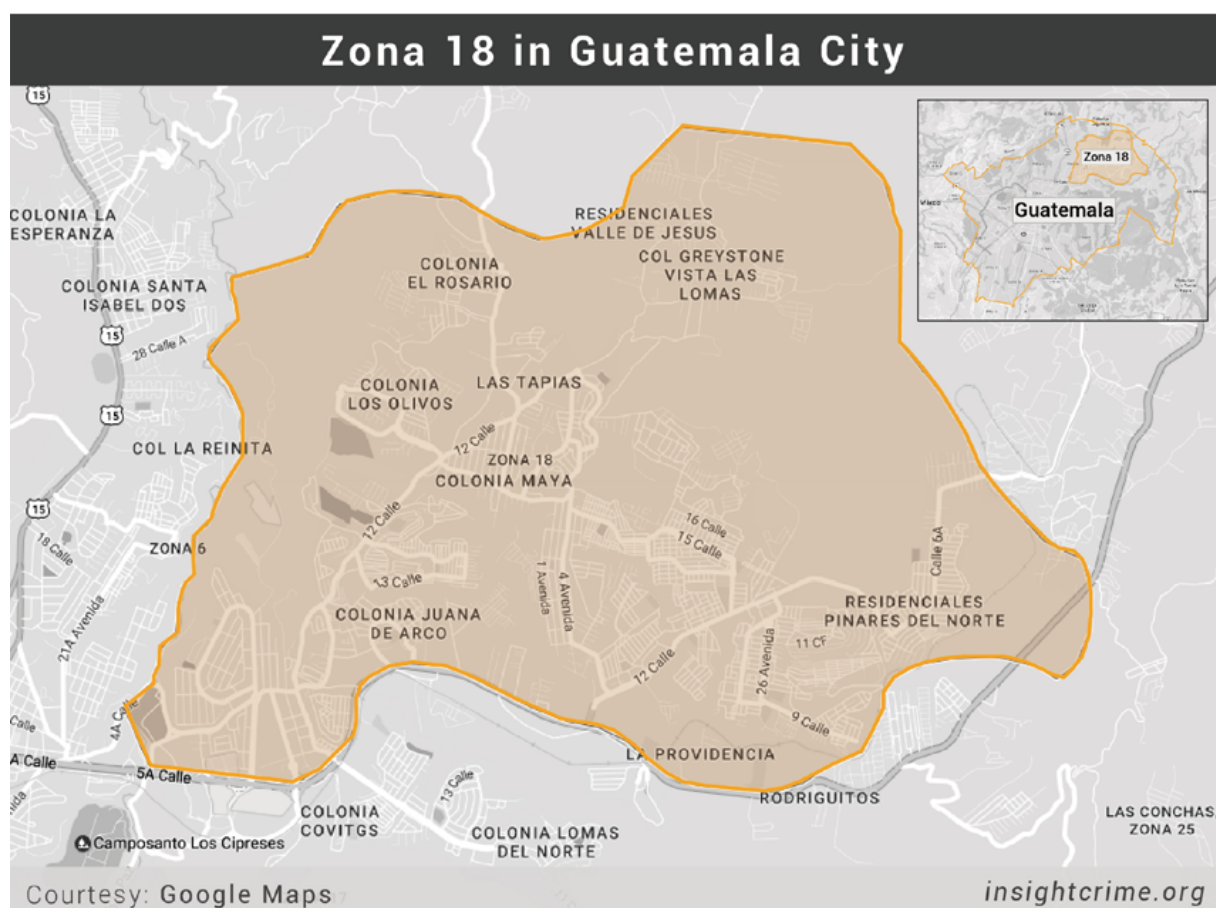 Zona 18 in Guatemala City
15
COLONIA LA
ESPERANZA
COLONIA SANTA
ISABEL DOS
15
28 Calle A
15
COL LA REINITA
15
18 Calle
ZONA 6
21A Avenida
4A Calle
A Calle
5A Calle
Camposanto Los Cipreses
RESIDENCIALES
VALLE DE JESUS
COL GREYSTONE
VISTA LAS
LOMAS
COLONIA
EL ROSARIO
LAS TAPIAS
COLONIA
LOS OLIVOS
12 Calle
ZONA 18
COLONIA MAYA
12 Calle
16 Calle
15 Calle
13 Calle
1 Avenida
4 Avenida
Calle 6A
COLONIA JUANA
DE ARCO
RESIDENCIALES
PINARES DEL NORTE
11 CF
12 Calle
26 Avenida
9 Calle
LA PROVIDENCIA
RODRIGUITOS
COLONIA
COVITGS
13 Calle
COLONIA LOMAS
DEL NORTE
LAS CONCHAS,
ZONA 25
Zona 18
Guatemala
Courtesy: Google Maps
insightcrime.org